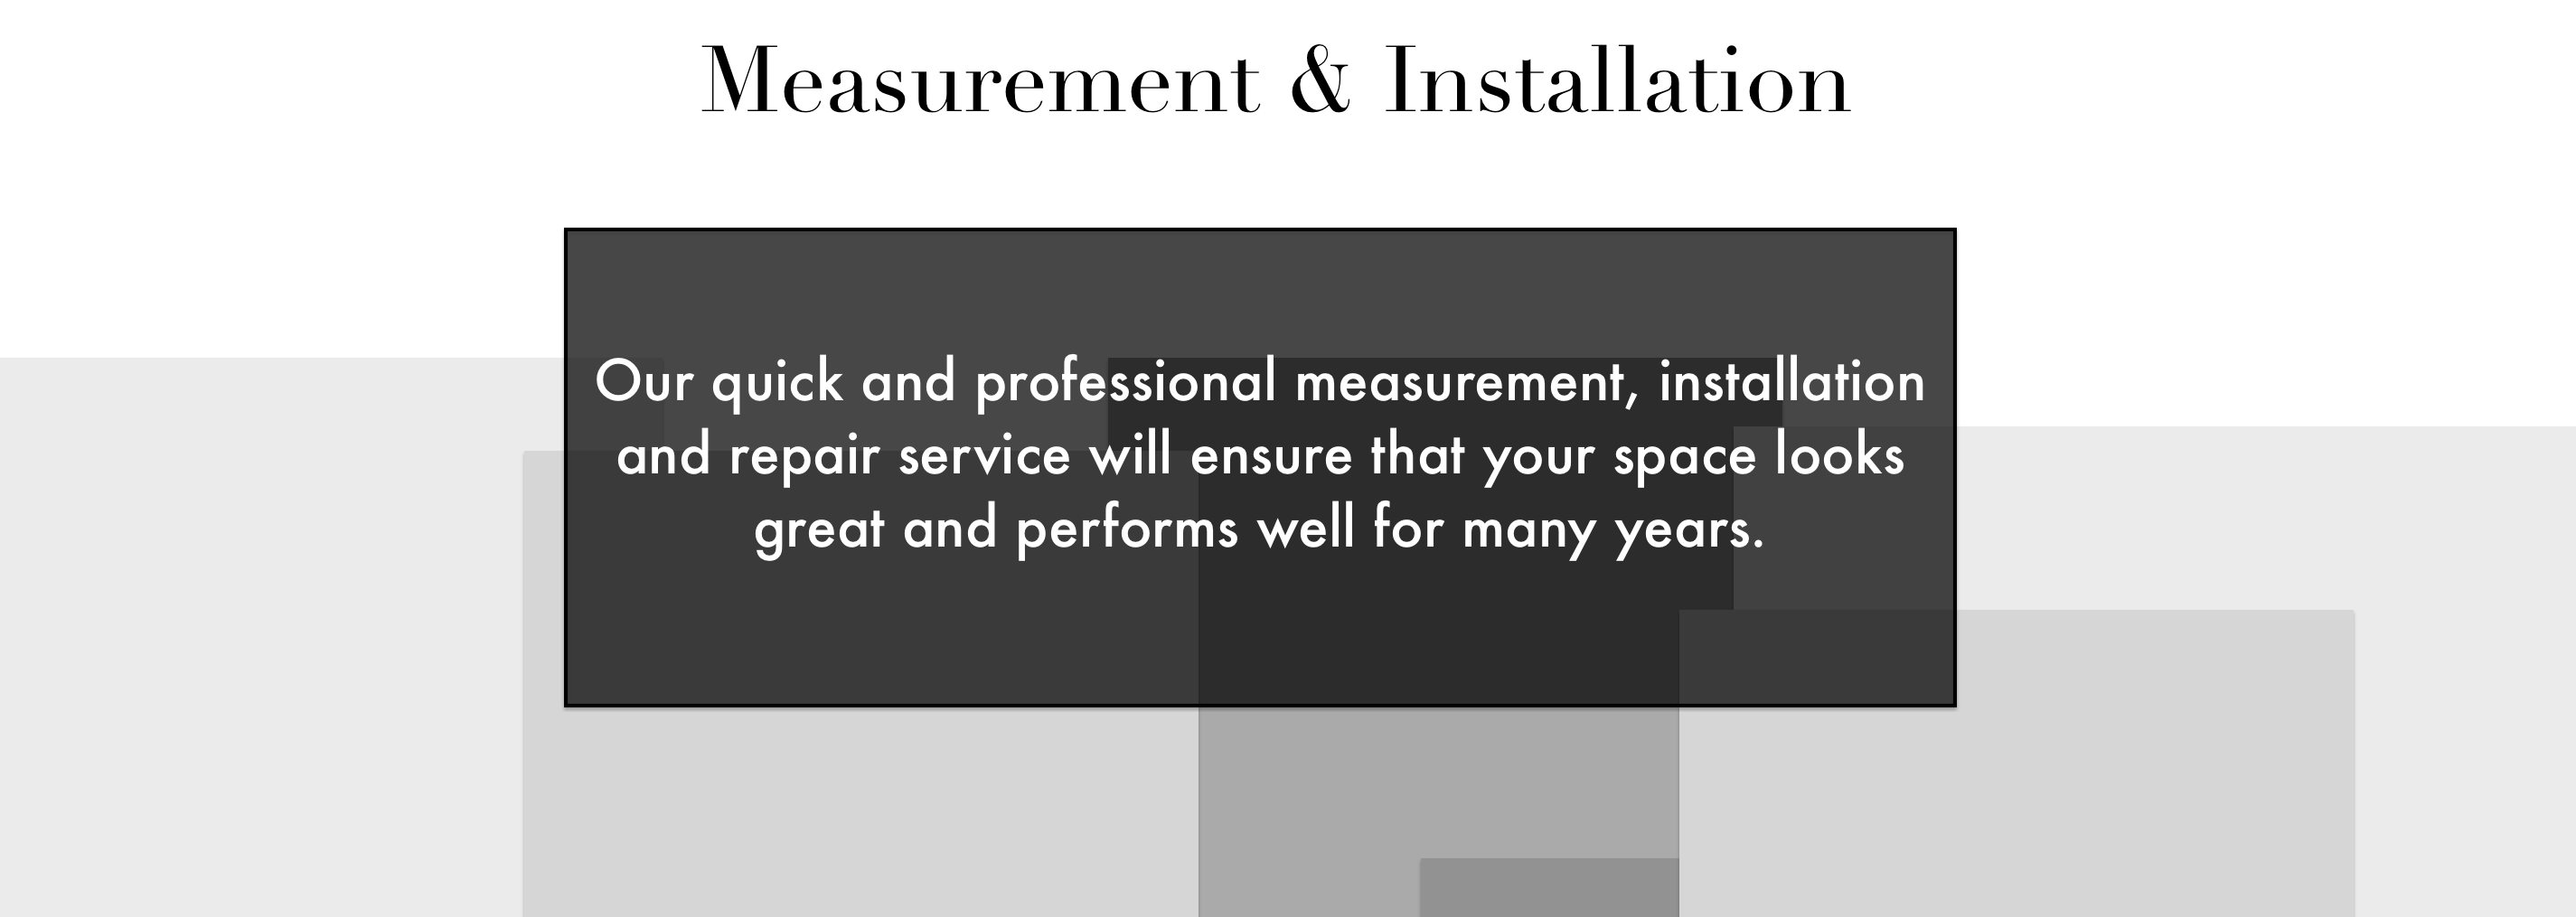 Measurement & Installation
Our quick and professional measurement, installation
and repair service will ensure that your space looks
great and performs well for many years.